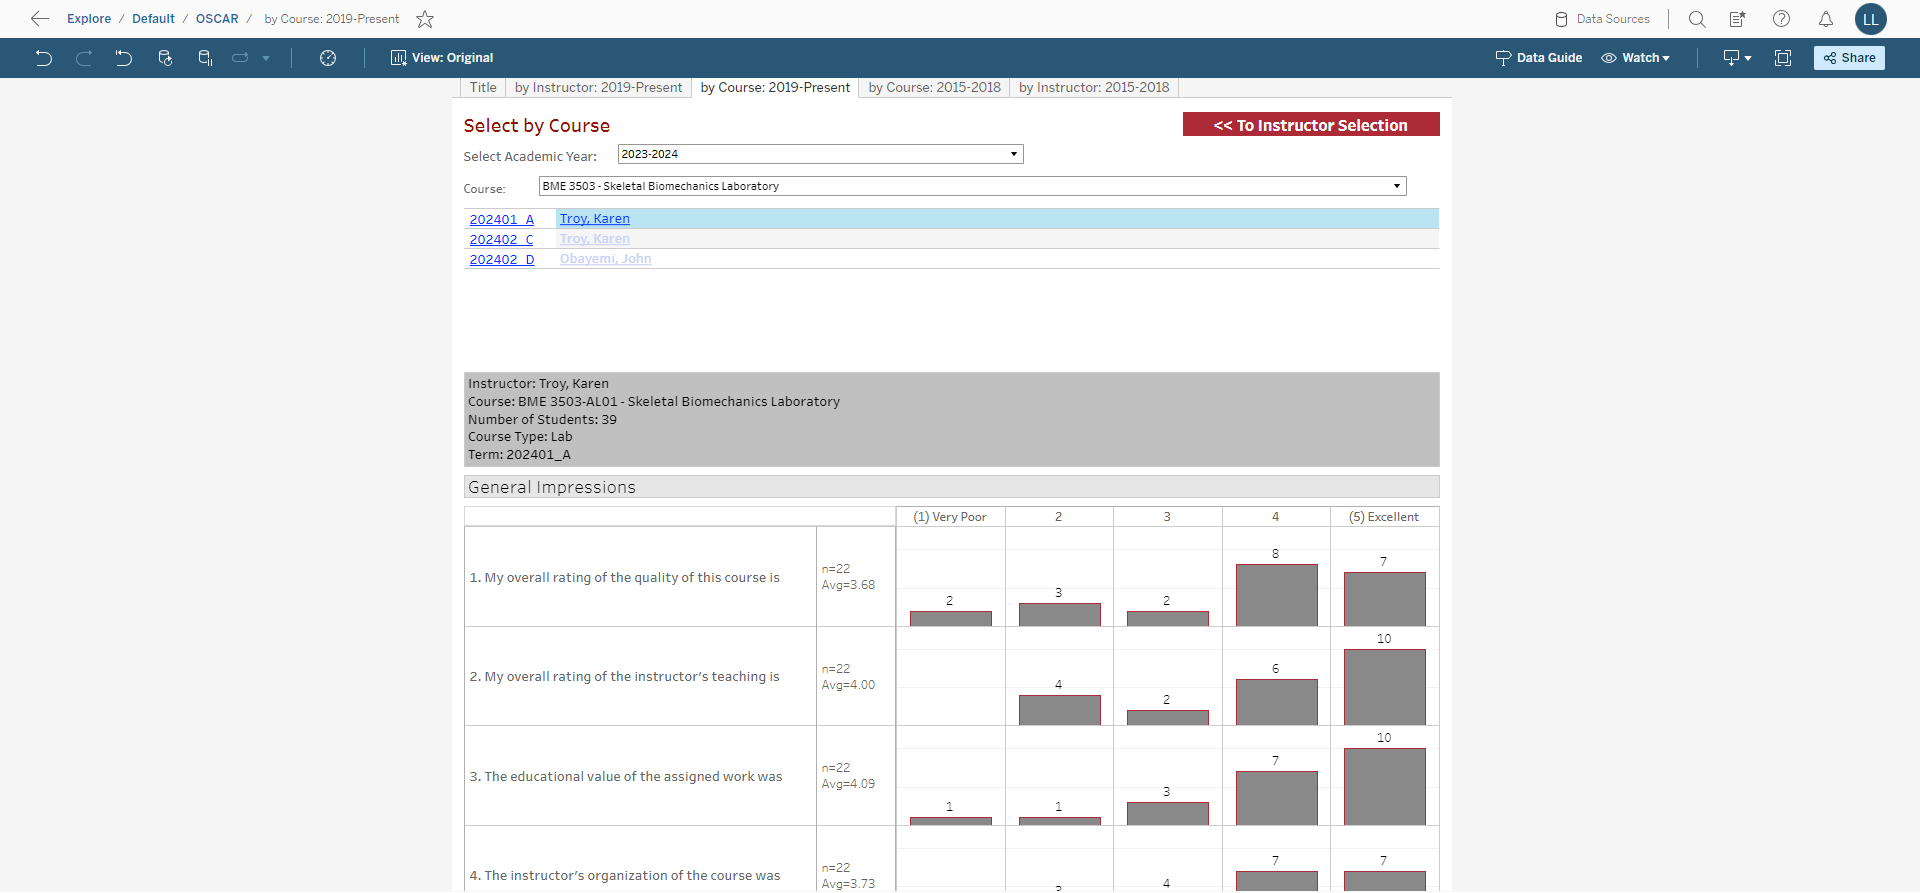 Explore / Default / OSCAR / by Course: 2019-Present
Data Sources
LL
View: Original
Data Guide
Watch
Share
Title
by Instructor: 2019-Present
by Course: 2019-Present
by Course: 2015-2018
by Instructor: 2015-2018
Select by Course
<< To Instructor Selection
Select Academic Year:
2023-2024
Course:
BME 3503 - Skeletal Biomechanics Laboratory
202401_A Troy, Karen
202402_C Troy, Karen
202402_D Obayemi, John
Instructor: Troy, Karen
Course: BME 3503-AL01 - Skeletal Biomechanics Laboratory
Number of Students: 39
Course Type: Lab
Term: 202401_A
General Impressions
(1) Very Poor 2 3 4 (5) Excellent
1. My overall rating of the quality of this course is
n=22
Avg=3.68
2 3 2 8 7
2. My overall rating of the instructor's teaching is
n=22
Avg=4.00
4 2 6 10
3. The educational value of the assigned work was
n=22
Avg=4.09
1 1 3 7 10
4. The instructor's organization of the course was
n=22
Avg=3.73
4 7 7